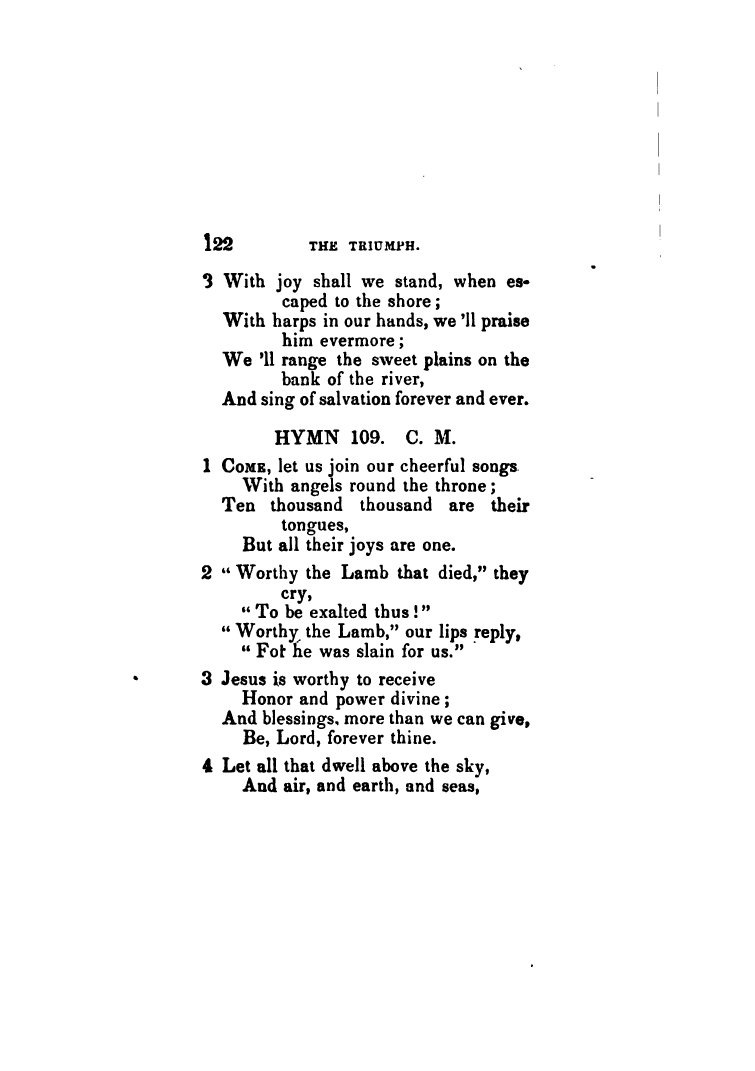 122 THE TRIUMPH.
3 With joy shall we stand, when es-
caped to the shore;
With harps in our hands, we 'll praise
him evermore;
We 'll range the sweet plains on the
bank of the river,
And sing of salvation forever and ever.
HYMN 109. C. M.
1 COME, let us join our cheerful songs
With angels round the throne;
Ten thousand thousand are their
tongues,
But all their joys are one.
2 “ Worthy the Lamb that died,” they
cry,
“ To be exalted thus!”
“ Worthy the Lamb,” our lips reply,
“ For he was slain for us.”
3 Jesus is worthy to receive
Honor and power divine;
And blessings, more than we can give,
Be, Lord, forever thine.
4 Let all that dwell above the sky,
And air, and earth, and seas,